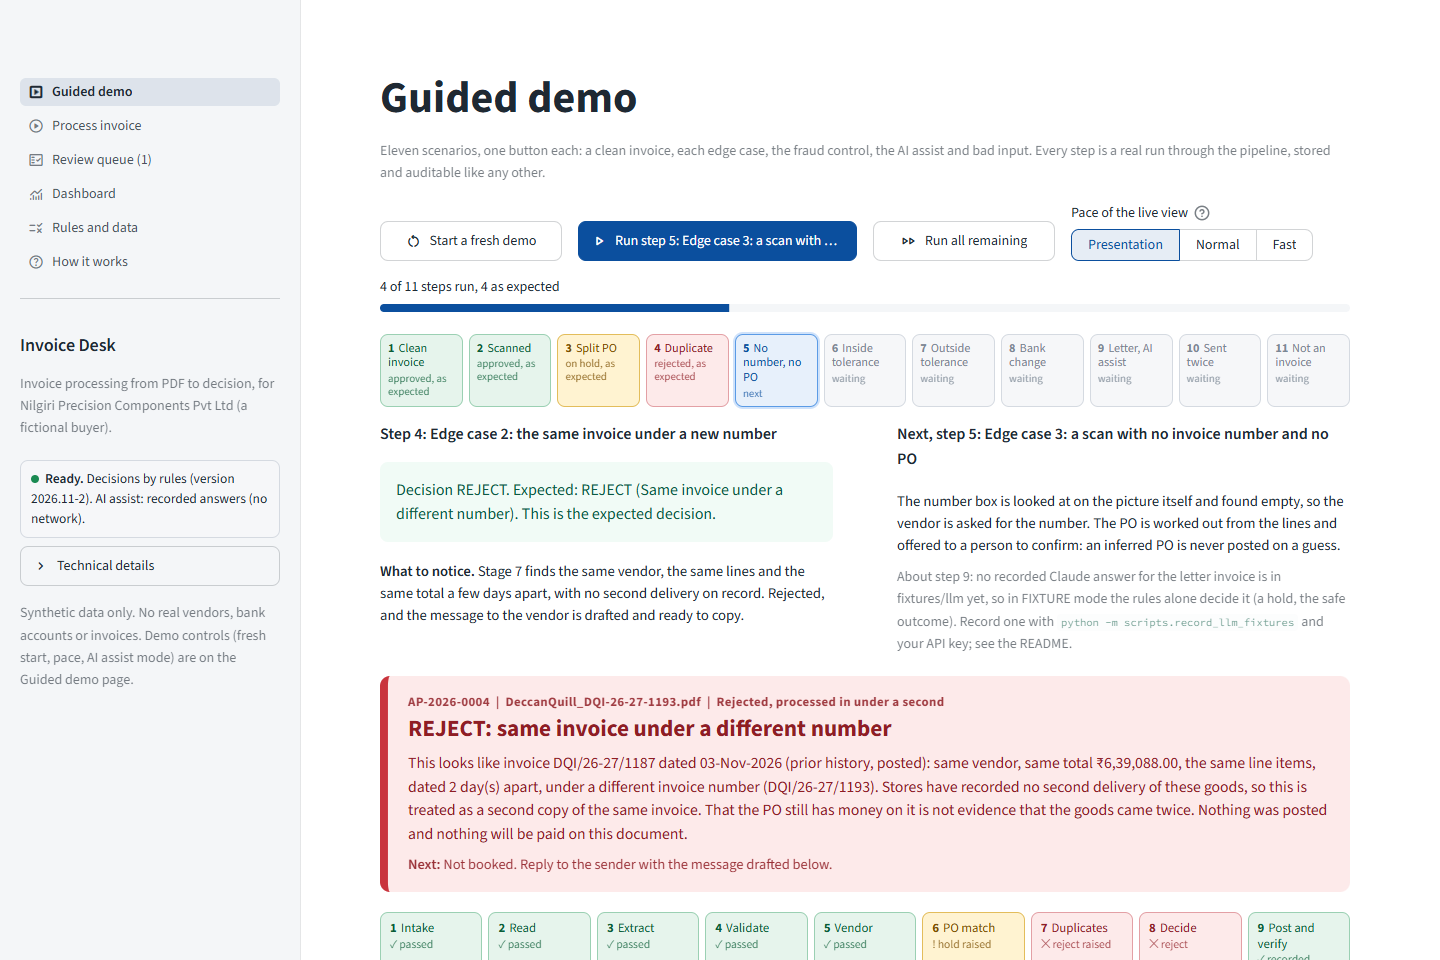 Guided demo
Process invoice
Review queue (1)
Dashboard
Rules and data
How it works
Invoice Desk
Invoice processing from PDF to decision, for
Nilgiri Precision Components Pvt Ltd (a
fictional buyer).
Ready. Decisions by rules (version
2026.11-2). AI assist: recorded answers (no
network).
Technical details
Synthetic data only. No real vendors, bank
accounts or invoices. Demo controls (fresh
start, pace, AI assist mode) are on the
Guided demo page.
Guided demo
Eleven scenarios, one button each: a clean invoice, each edge case, the fraud control, the AI assist and bad input. Every step is a real run through the pipeline, stored
and auditable like any other.
Start a fresh demo
Run step 5: Edge case 3: a scan with ...
Run all remaining
Pace of the live view
Presentation
Normal
Fast
4 of 11 steps run, 4 as expected
1 Clean
invoice
approved, as
expected
2 Scanned
approved, as
expected
3 Split PO
on hold, as
expected
4 Duplicate
rejected, as
expected
5 No
number, no
PO
next
6 Inside
tolerance
waiting
7 Outside
tolerance
waiting
8 Bank
change
waiting
9 Letter, AI
assist
waiting
10 Sent
twice
waiting
11 Not an
invoice
waiting
Step 4: Edge case 2: the same invoice under a new number
Decision REJECT. Expected: REJECT (Same invoice under a
different number). This is the expected decision.
What to notice. Stage 7 finds the same vendor, the same lines and the
same total a few days apart, with no second delivery on record. Rejected,
and the message to the vendor is drafted and ready to copy.
Next, step 5: Edge case 3: a scan with no invoice number and no
PO
The number box is looked at on the picture itself and found empty, so the
vendor is asked for the number. The PO is worked out from the lines and
offered to a person to confirm: an inferred PO is never posted on a guess.
About step 9: no recorded Claude answer for the letter invoice is in
fixtures/llm yet, so in FIXTURE mode the rules alone decide it (a hold, the safe
outcome). Record one with python -m scripts.record_llm_fixtures and
your API key; see the README.
AP-2026-0004 | DeccanQuill_DQI-26-27-1193.pdf | Rejected, processed in under a second
REJECT: same invoice under a different number
This looks like invoice DQI/26-27/1187 dated 03-Nov-2026 (prior history, posted): same vendor, same total ₹6,39,088.00, the same line items,
dated 2 day(s) apart, under a different invoice number (DQI/26-27/1193). Stores have recorded no second delivery of these goods, so this is
treated as a second copy of the same invoice. That the PO still has money on it is not evidence that the goods came twice. Nothing was posted
and nothing will be paid on this document.
Next: Not booked. Reply to the sender with the message drafted below.
1 Intake
✓ passed
2 Read
✓ passed
3 Extract
✓ passed
4 Validate
✓ passed
5 Vendor
✓ passed
6 PO match
! hold raised
7 Duplicates
✕ reject raised
8 Decide
✕ reject
9 Post and
verify
✓ recorded